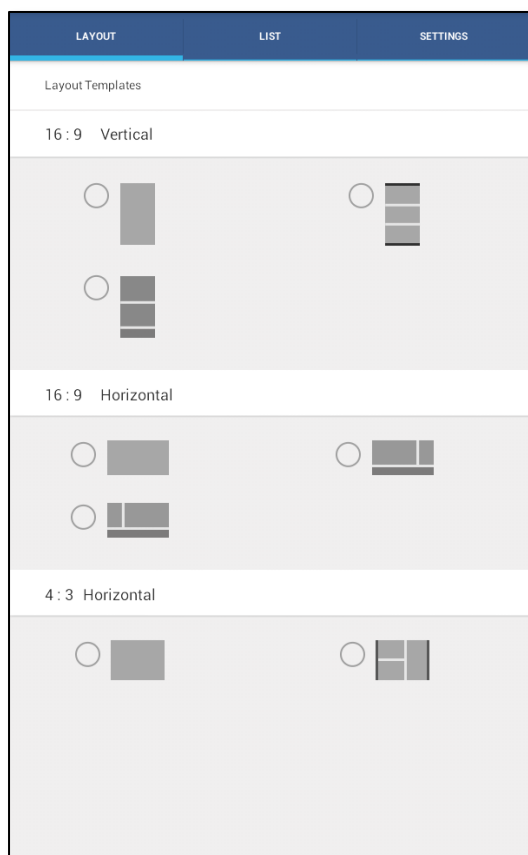 LAYOUT LIST SETTINGS
Layout Templates
16 : 9 Vertical
16 : 9 Horizontal
4 : 3 Horizontal